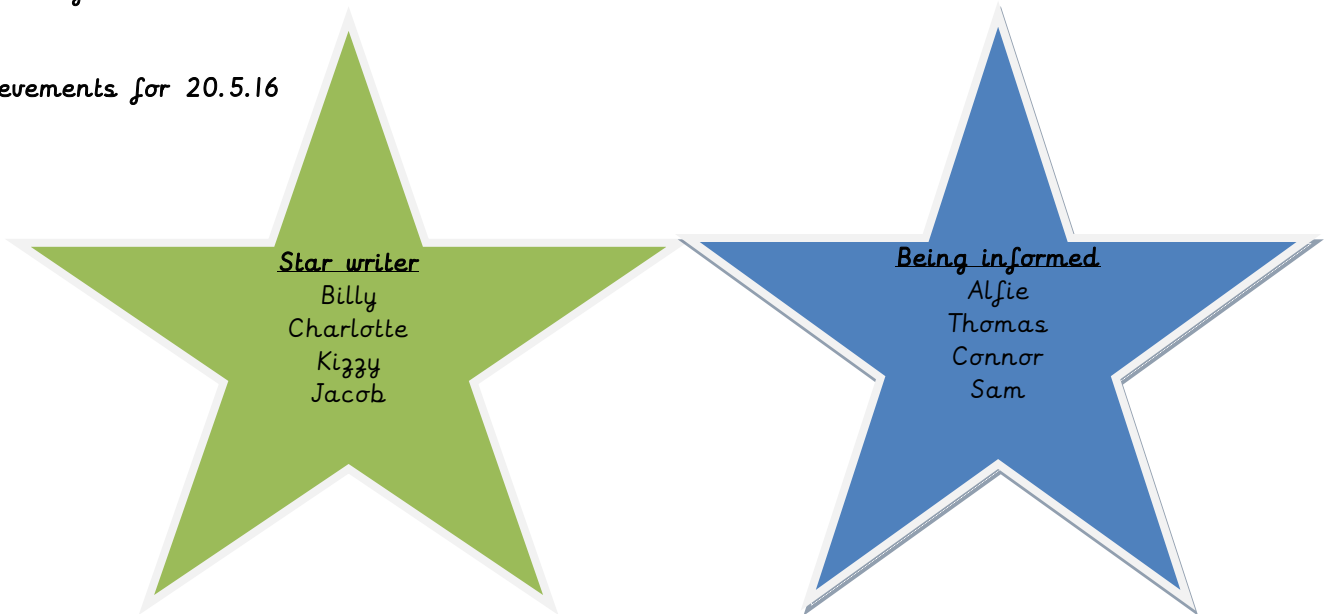 evements for 20.5.16
Star writer
Billy
Charlotte
Kizzy
Jacob
Being informed
Alfie
Thomas
Connor
Sam